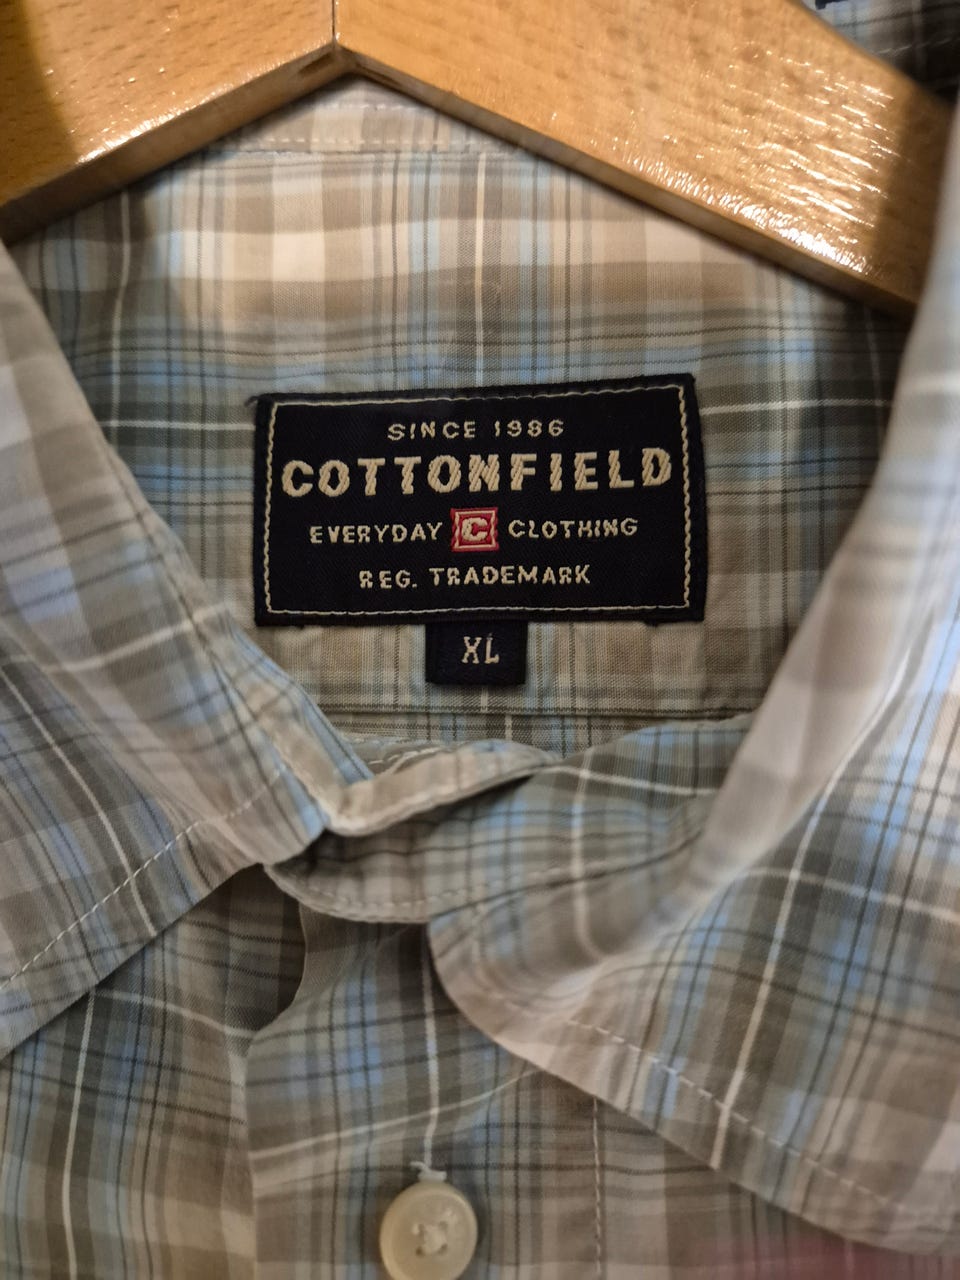 SINCE 1986
COTTONFIELD
EVERYDAY C CLOTHING
REG. TRADEMARK
XL